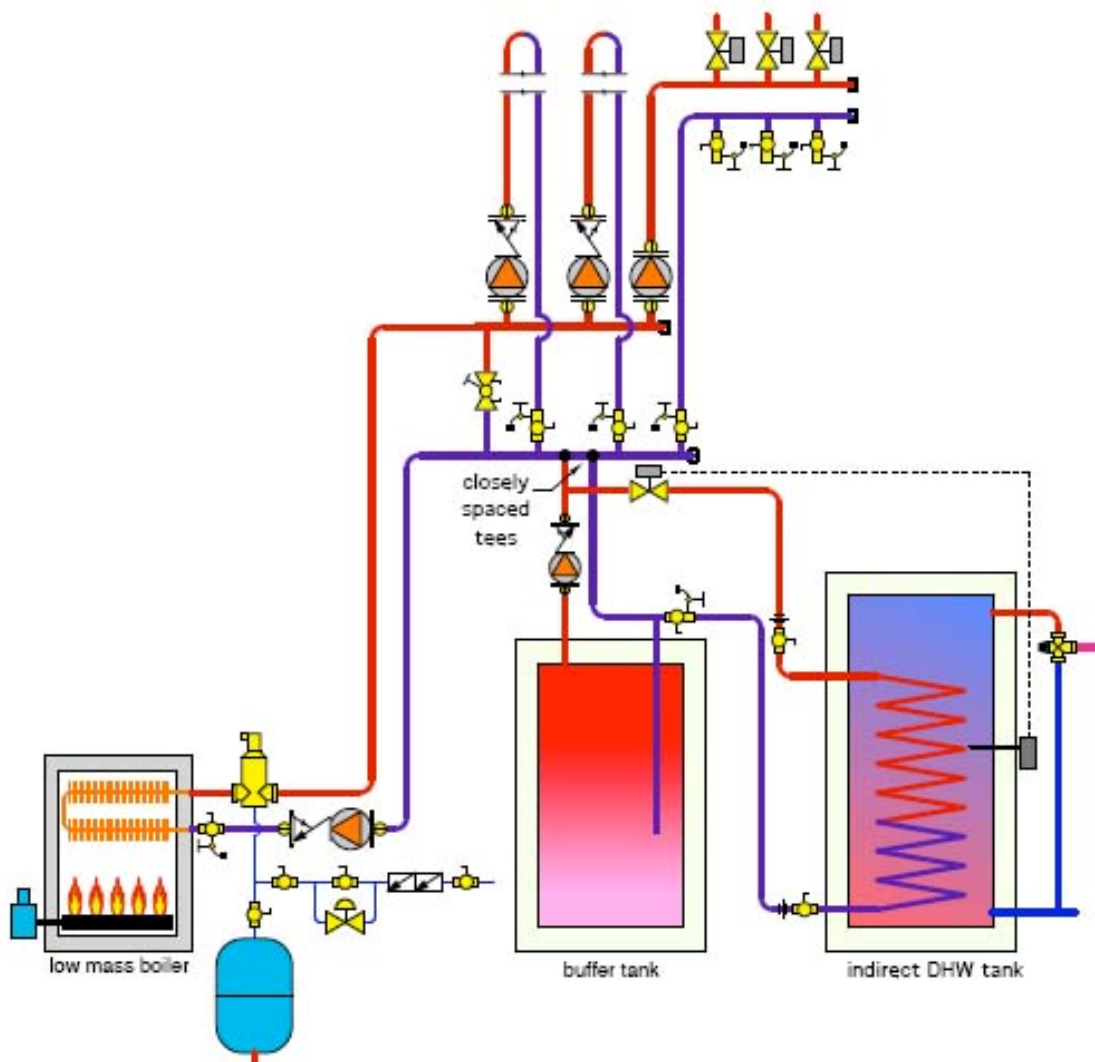 closely
spaced
tees
low mass boiler
buffer tank
indirect DHW tank